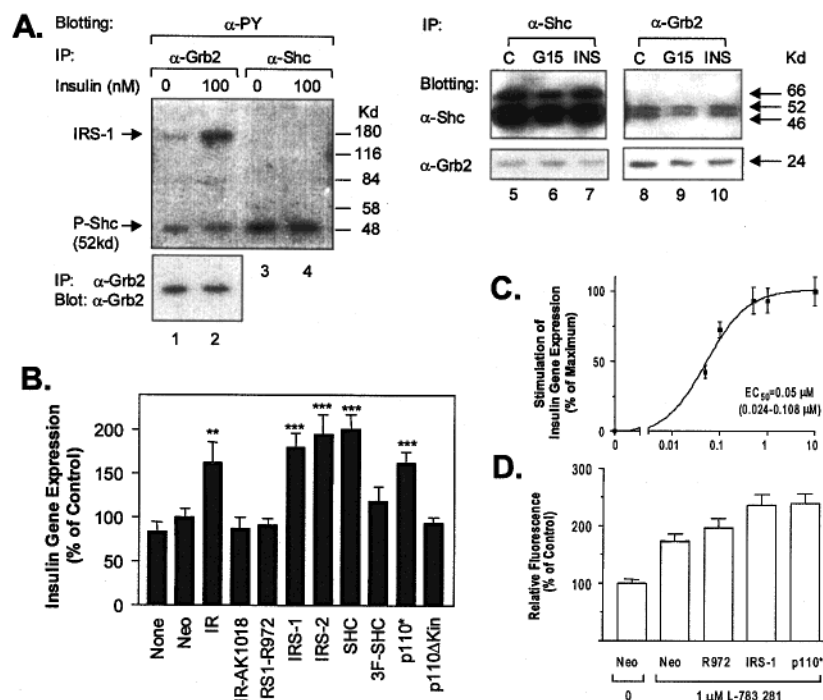 A.
Blotting: α-PY
IP: α-Grb2 α-Shc
Insulin (nM) 0 100 0 100
Kd
IRS-1
180
116
84
58
P-Shc
48
(52kd)
3 4
IP: α-Grb2
Blot: α-Grb2
1 2
IP: α-Shc α-Grb2
C G15 INS C G15 INS Kd
Blotting:
66
α-Shc
52
46
α-Grb2
24
5 6 7 8 9 10
B.
Insulin Gene Expression
(% of Control)
200
150
100
50
0
** *** *** *** ***
None
Neo
IR
IR-AK1018
RS1-R972
IRS-1
IRS-2
SHC
3F-SHC
p110*
p110ΔKin
C.
Stimulation of
Insulin Gene Expression
(% of Maximum)
100
50
0
EC50=0.05 µM
(0.024-0.108 µM)
0 0.01 0.1 1 10
D.
Relative Fluorescence
(% of Control)
300
250
200
150
100
Neo Neo R972 IRS-1 p110*
0 1 µM L-783 281